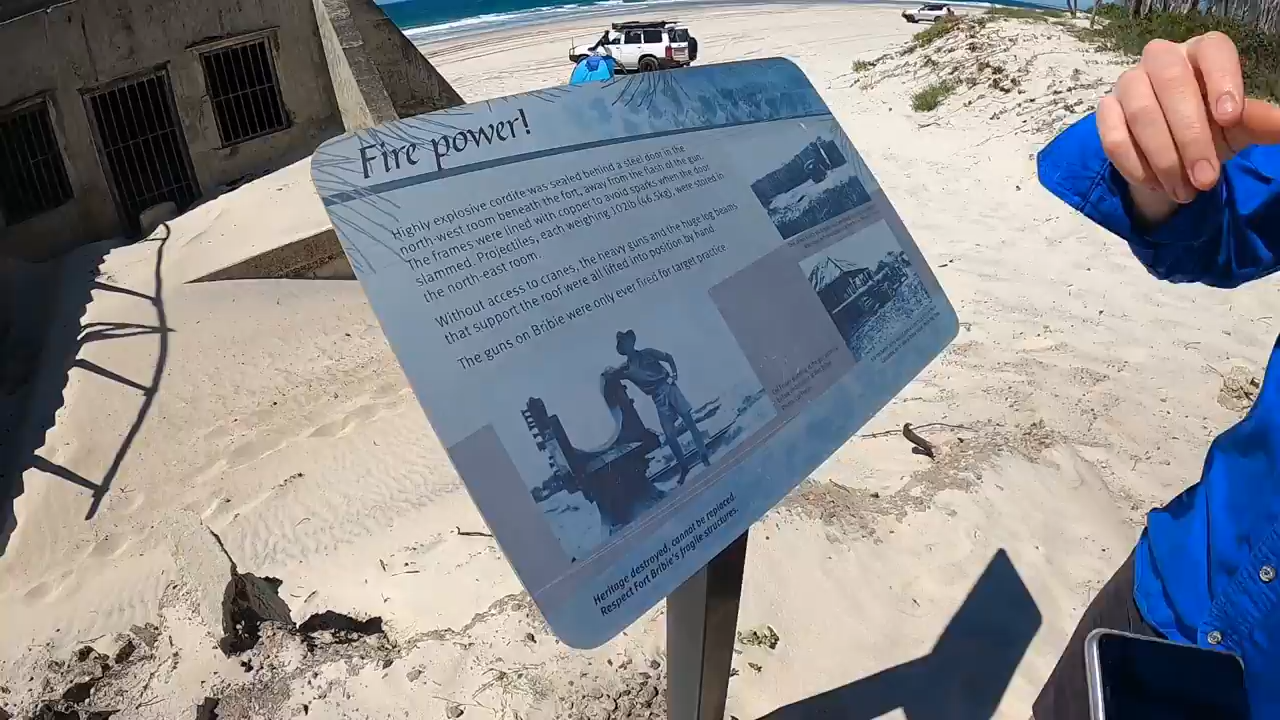 Fire power!
Highly explosive cordite was sealed behind a steel door in the
north-west room beneath the fort, away from the flash of the gun.
The frames were lined with copper to avoid sparks when the door
slammed. Projectiles, each weighing 102lb (46.5kg), were stored in
the north-east room.
Without access to cranes, the heavy guns and the huge log beams
that support the roof were all lifted into position by hand
The guns on Bribie were only ever fired for target practice
Heritage destroyed, cannot be replaced.
Respect Fort Bribie's fragile structures.